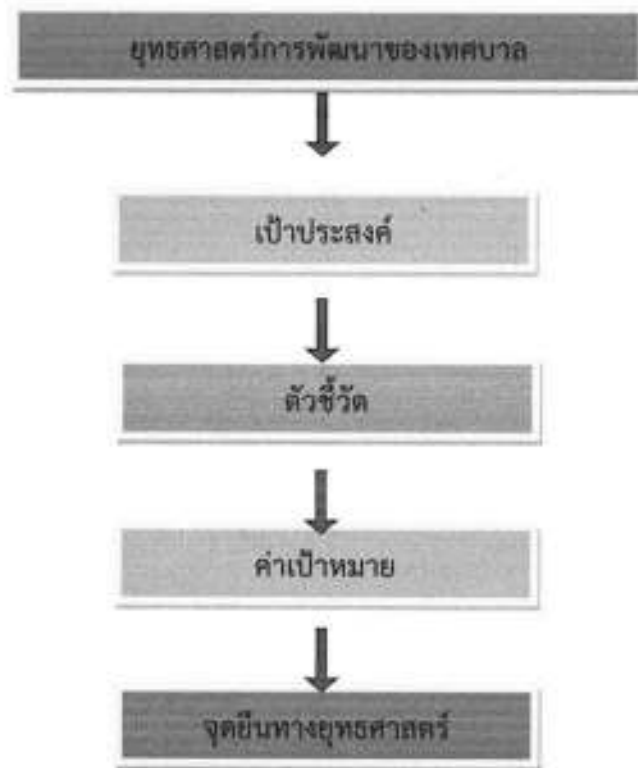 ยุทธศาสตร์การพัฒนาของเทศบาล
เป้าประสงค์
ตัวชี้วัด
ค่าเป้าหมาย
จุดยืนทางยุทธศาสตร์